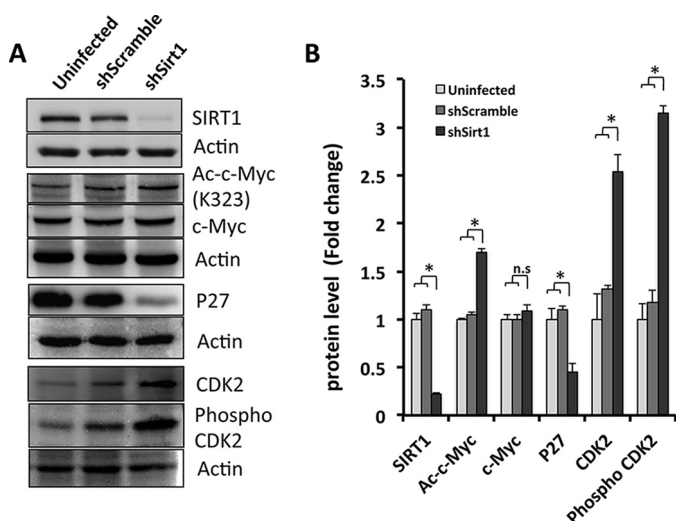 A
Uninfected
shScramble
shSirt1
SIRT1
Actin
Ac-c-Myc
(K323)
c-Myc
Actin
P27
Actin
CDK2
Phospho
CDK2
Actin
B
protein level (Fold change)
3.5
3
2.5
2
1.5
1
0.5
0
Uninfected
shScramble
shSirt1
*
*
n.s
*
*
*
SIRT1
Ac-c-Myc
c-Myc
P27
CDK2
Phospho CDK2